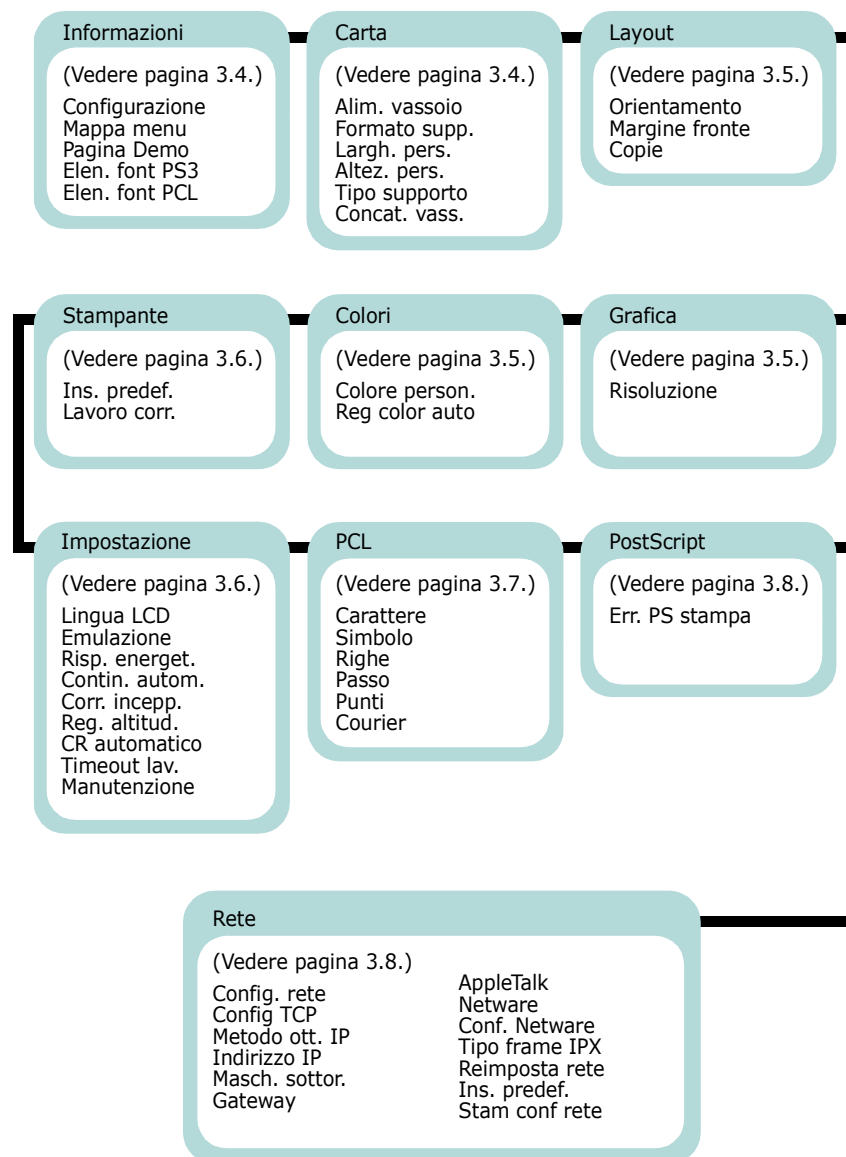 Informazioni
(Vedere pagina 3.4.)
Configurazione
Mappa menu
Pagina Demo
Elen. font PS3
Elen. font PCL
Carta
(Vedere pagina 3.4.)
Alim. vassoio
Formato supp.
Largh. pers.
Altez. pers.
Tipo supporto
Concat. vass.
Layout
(Vedere pagina 3.5.)
Orientamento
Margine fronte
Copie
Stampante
(Vedere pagina 3.6.)
Ins. predef.
Lavoro corr.
Colori
(Vedere pagina 3.5.)
Colore person.
Reg color auto
Grafica
(Vedere pagina 3.5.)
Risoluzione
Impostazione
(Vedere pagina 3.6.)
Lingua LCD
Emulazione
Risp. energet.
Contin. autom.
Corr. incepp.
Reg. altitud.
CR automatico
Timeout lav.
Manutenzione
PCL
(Vedere pagina 3.7.)
Carattere
Simbolo
Righe
Passo
Punti
Courier
PostScript
(Vedere pagina 3.8.)
Err. PS stampa
Rete
(Vedere pagina 3.8.)
Config. rete
Config TCP
Metodo ott. IP
Indirizzo IP
Masch. sottor.
Gateway
AppleTalk
Netware
Conf. Netware
Tipo frame IPX
Reimposta rete
Ins. predef.
Stam conf rete